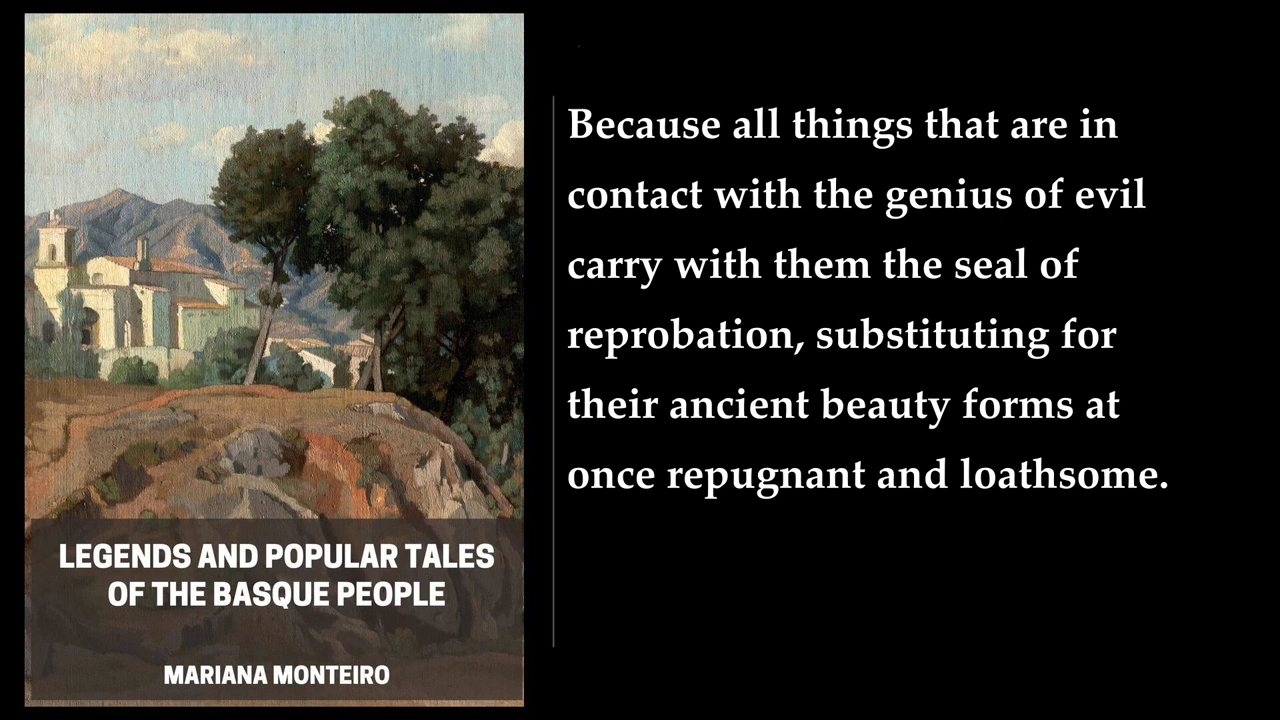 Because all things that are in
contact with the genius of evil
carry with them the seal of
reprobation, substituting for
their ancient beauty forms at
once repugnant and loathsome.
LEGENDS AND POPULAR TALES
OF THE BASQUE PEOPLE
MARIANA MONTEIRO